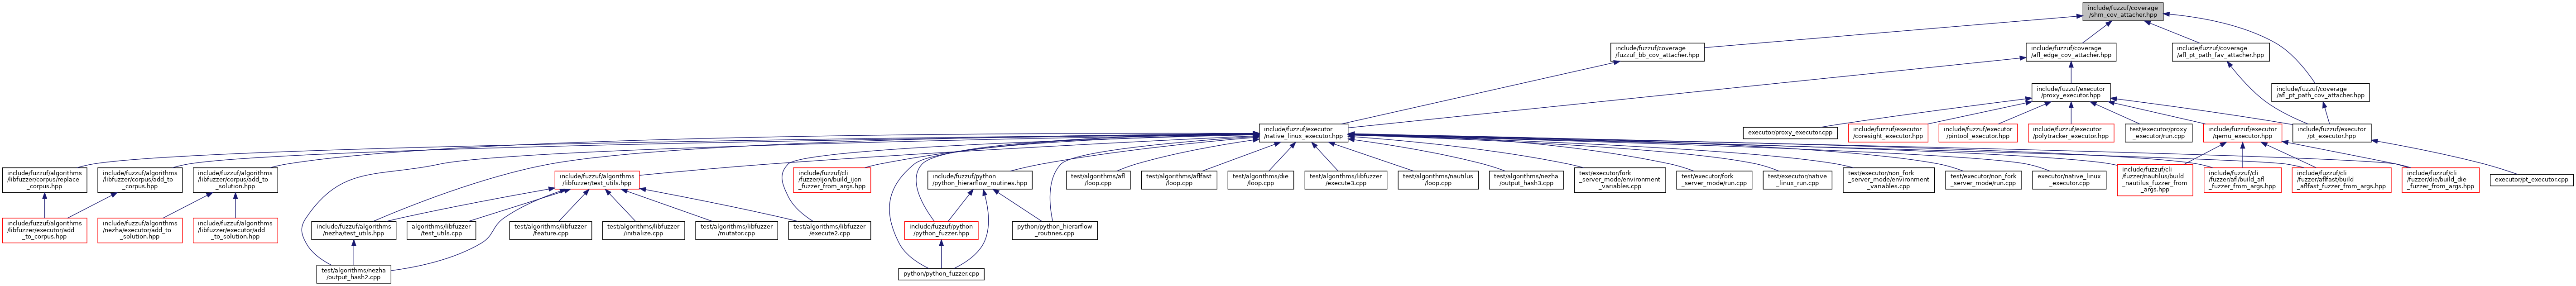 include/fuzzuf/coverage
/shm_cov_attacher.hpp
include/fuzzuf/coverage
/fuzzuf_bb_cov_attacher.hpp
include/fuzzuf/coverage
/afl_edge_cov_attacher.hpp
include/fuzzuf/coverage
/afl_pt_path_fav_attacher.hpp
include/fuzzuf/executor
/proxy_executor.hpp
include/fuzzuf/coverage
/afl_pt_path_cov_attacher.hpp
include/fuzzuf/executor
/native_linux_executor.hpp
executor/proxy_executor.cpp
include/fuzzuf/executor
/coresight_executor.hpp
include/fuzzuf/executor
/pintool_executor.hpp
include/fuzzuf/executor
/polytracker_executor.hpp
test/executor/proxy
_executor/run.cpp
include/fuzzuf/executor
/qemu_executor.hpp
include/fuzzuf/executor
/pt_executor.hpp
include/fuzzuf/algorithms
/libfuzzer/corpus/replace
_corpus.hpp
include/fuzzuf/algorithms
/libfuzzer/corpus/add_to
_corpus.hpp
include/fuzzuf/algorithms
/libfuzzer/corpus/add_to
_solution.hpp
include/fuzzuf/algorithms
/libfuzzer/test_utils.hpp
include/fuzzuf/cli
/fuzzer/ijon/build_ijon
_fuzzer_from_args.hpp
include/fuzzuf/python
/python_hierarflow_routines.hpp
test/algorithms/afl
/loop.cpp
test/algorithms/aflfast
/loop.cpp
test/algorithms/die
/loop.cpp
test/algorithms/libfuzzer
/execute3.cpp
test/algorithms/nautilus
/loop.cpp
test/algorithms/nezha
/output_hash3.cpp
test/executor/fork
_server_mode/environment
_variables.cpp
test/executor/fork
_server_mode/run.cpp
test/executor/native
_linux_run.cpp
test/executor/non_fork
_server_mode/environment
_variables.cpp
test/executor/non_fork
_server_mode/run.cpp
executor/native_linux
_executor.cpp
include/fuzzuf/cli
/fuzzer/nautilus/build
_nautilus_fuzzer_from
_args.hpp
include/fuzzuf/cli
/fuzzer/afl/build_afl
_fuzzer_from_args.hpp
include/fuzzuf/cli
/fuzzer/aflfast/build
_aflfast_fuzzer_from_args.hpp
include/fuzzuf/cli
/fuzzer/die/build_die
_fuzzer_from_args.hpp
executor/pt_executor.cpp
include/fuzzuf/algorithms
/libfuzzer/executor/add
_to_corpus.hpp
include/fuzzuf/algorithms
/nezha/executor/add_to
_solution.hpp
include/fuzzuf/algorithms
/libfuzzer/executor/add
_to_solution.hpp
include/fuzzuf/algorithms
/nezha/test_utils.hpp
algorithms/libfuzzer
/test_utils.cpp
test/algorithms/libfuzzer
/feature.cpp
test/algorithms/libfuzzer
/initialize.cpp
test/algorithms/libfuzzer
/mutator.cpp
test/algorithms/libfuzzer
/execute2.cpp
include/fuzzuf/python
/python_fuzzer.hpp
python/python_hierarflow
_routines.cpp
test/algorithms/nezha
/output_hash2.cpp
python/python_fuzzer.cpp